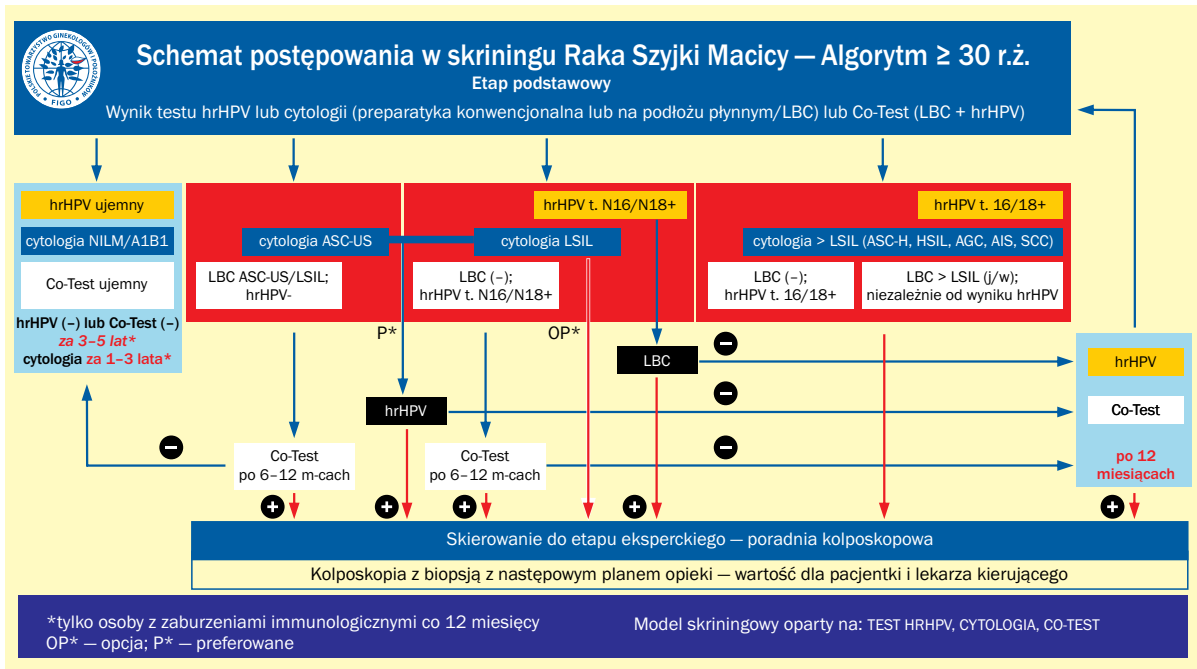 POLSKIE TOWARZYSTWO GINEKOLOGÓW I POŁOŻNIKÓW
FIGO
Schemat postępowania w skriningu Raka Szyjki Macicy — Algorytm ≥ 30 r.ż.
Etap podstawowy
Wynik testu hrHPV lub cytologii (preparatyka konwencjonalna lub na podłożu płynnym/LBC) lub Co-Test (LBC + hrHPV)
hrHPV ujemny
cytologia NILM/A1B1
Co-Test ujemny
hrHPV (–) lub Co-Test (–)
za 3–5 lat*
cytologia za 1–3 lata*
cytologia ASC-US
LBC ASC-US/LSIL;
hrHPV-
hrHPV t. N16/N18+
cytologia LSIL
LBC (–);
hrHPV t. N16/N18+
hrHPV t. 16/18+
cytologia > LSIL (ASC-H, HSIL, AGC, AIS, SCC)
LBC (–);
hrHPV t. 16/18+
LBC > LSIL (j/w);
niezależnie od wyniku hrHPV
P*
OP*
LBC
hrHPV
Co-Test
po 6–12 m-cach
Co-Test
po 6–12 m-cach
hrHPV
Co-Test
po 12
miesiącach
Skierowanie do etapu eksperckiego — poradnia kolposkopowa
Kolposkopia z biopsją z następowym planem opieki — wartość dla pacjentki i lekarza kierującego
*tylko osoby z zaburzeniami immunologicznymi co 12 miesięcy
OP* — opcja; P* — preferowane
Model skriningowy oparty na: TEST HRHPV, CYTOLOGIA, CO-TEST